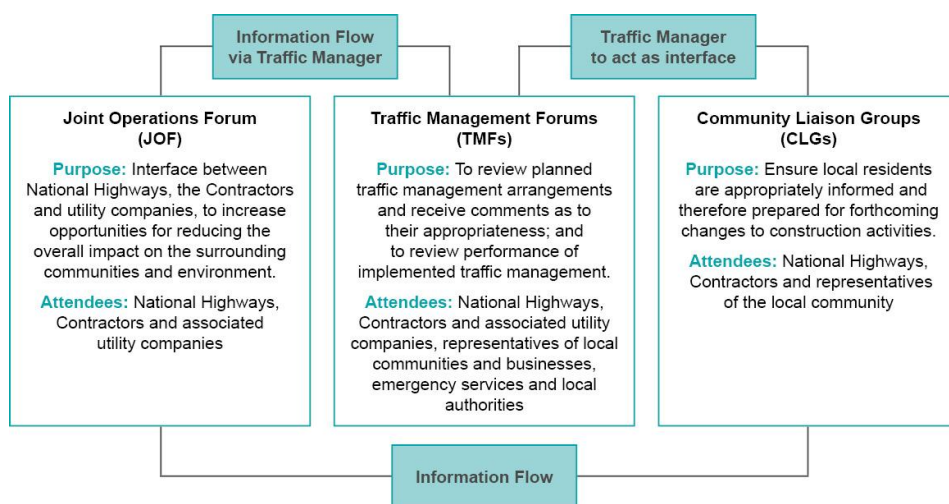 Information Flow
via Traffic Manager
Traffic Manager
to act as interface
Joint Operations Forum
(JOF)
Purpose: Interface between
National Highways, the Contractors
and utility companies, to increase
opportunities for reducing the
overall impact on the surrounding
communities and environment.
Attendees: National Highways,
Contractors and associated
utility companies
Traffic Management Forums
(TMFs)
Purpose: To review planned
traffic management arrangements
and receive comments as to
their appropriateness; and
to review performance of
implemented traffic management.
Attendees: National Highways,
Contractors and associated utility
companies, representatives of local
communities and businesses,
emergency services and local
authorities
Community Liaison Groups
(CLGs)
Purpose: Ensure local residents
are appropriately informed and
therefore prepared for forthcoming
changes to construction activities.
Attendees: National Highways,
Contractors and representatives
of the local community
Information Flow